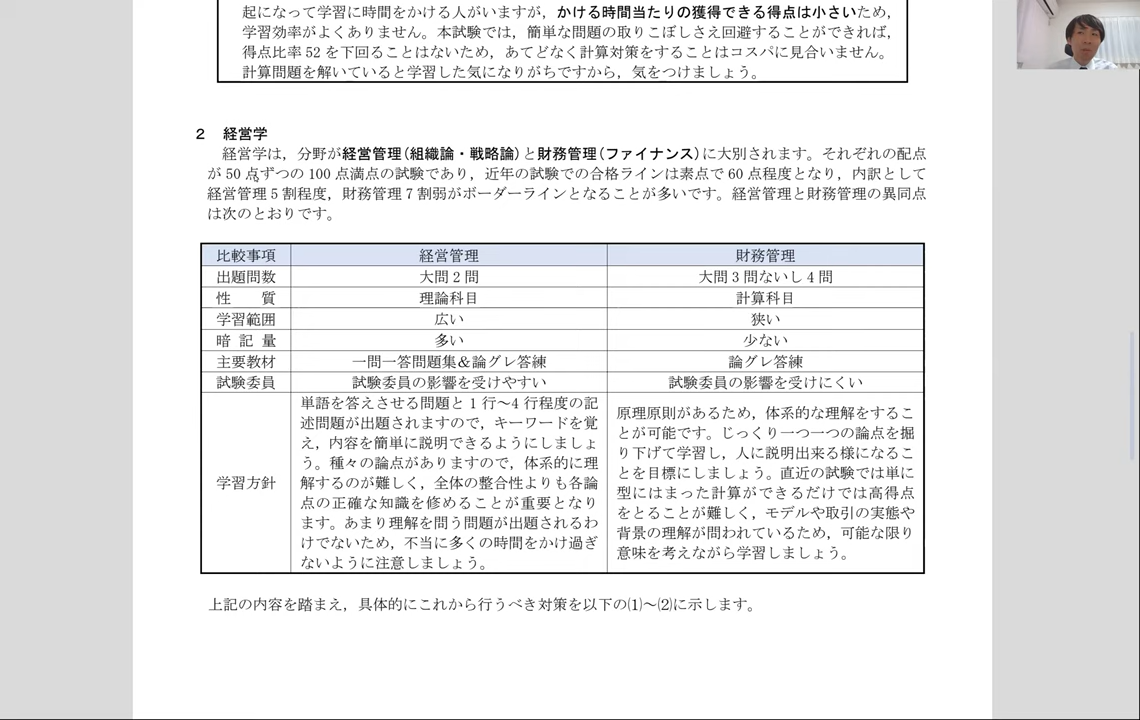 起になって学習に時間をかける人がいますが，かける時間当たりの獲得できる得点は小さいため，
学習効率がよくありません。本試験では，簡単な問題の取りこぼしさえ回避することができれば，
得点比率 52 を下回ることはないため，あてどなく計算対策をすることはコスパに見合いません。
計算問題を解いていると学習した気になりがちですから，気をつけましょう。
２　経営学
経営学は，分野が経営管理（組織論・戦略論）と財務管理（ファイナンス）に大別されます。それぞれの配点
が 50 点ずつの 100 点満点の試験であり，近年の試験での合格ラインは素点で 60 点程度となり，内訳として
経営管理 5 割程度，財務管理 7 割弱がボーダーラインとなることが多いです。経営管理と財務管理の異同点
は次のとおりです。
比較事項　経営管理　財務管理
出題問数　大問 2 問　大問 3 問ないし 4 問
性　質　理論科目　計算科目
学習範囲　広い　狭い
暗 記 量　多い　少ない
主要教材　一問一答問題集＆論グレ答練　論グレ答練
試験委員　試験委員の影響を受けやすい　試験委員の影響を受けにくい
学習方針
単語を答えさせる問題と 1 行～4 行程度の記
述問題が出題されますので，キーワードを覚
え，内容を簡単に説明できるようにしましょ
う。種々の論点がありますので，体系的に理
解するのが難しく，全体の整合性よりも各論
点の正確な知識を修めることが重要となり
ます。あまり理解を問う問題が出題されるわ
けでないため，不当に多くの時間をかけ過ぎ
ないように注意しましょう。
原理原則があるため，体系的な理解をするこ
とが可能です。じっくり一つ一つの論点を掘
り下げて学習し，人に説明出来る様になるこ
とを目標にしましょう。直近の試験では単に
型にはまった計算ができるだけでは高得点
をとることが難しく，モデルや取引の実態や
背景の理解が問われているため，可能な限り
意味を考えながら学習しましょう。
上記の内容を踏まえ，具体的にこれから行うべき対策を以下の⑴～⑵に示します。